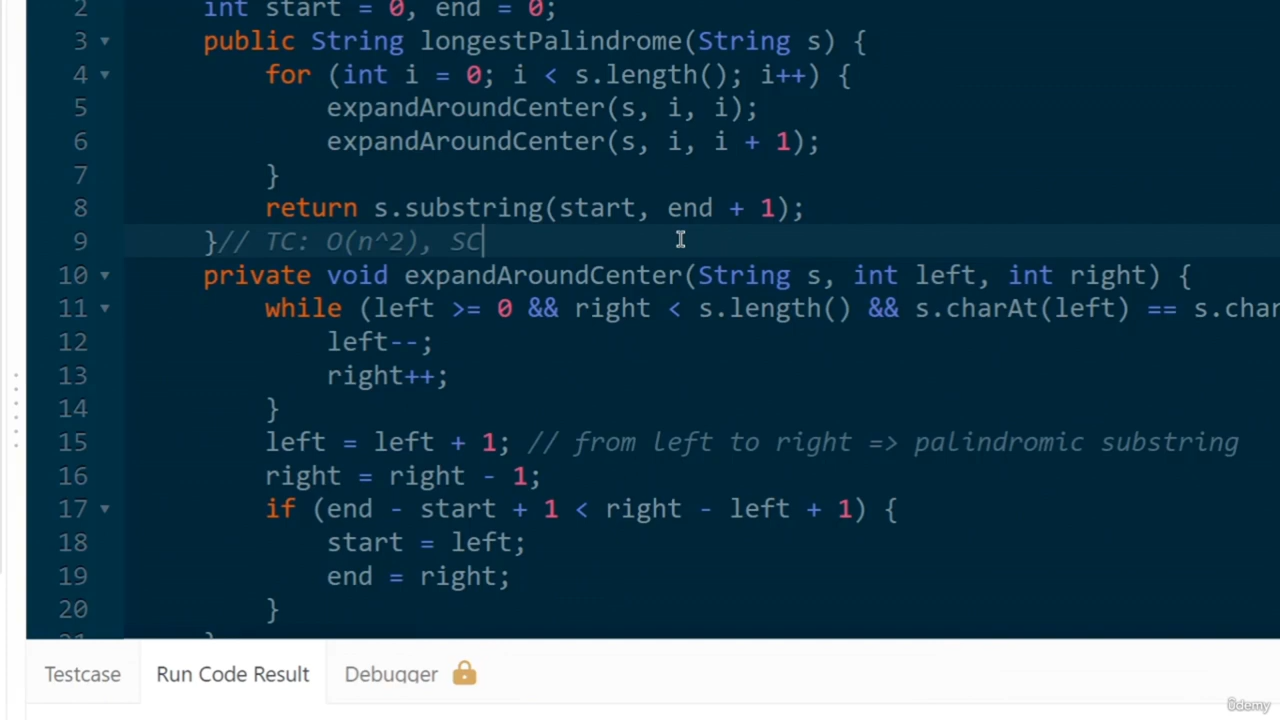 2 int start = 0, end = 0;
3 public String longestPalindrome(String s) {
4 for (int i = 0; i < s.length(); i++) {
5 expandAroundCenter(s, i, i);
6 expandAroundCenter(s, i, i + 1);
7 }
8 return s.substring(start, end + 1);
9 }// TC: O(n^2), SC
10 private void expandAroundCenter(String s, int left, int right) {
11 while (left >= 0 && right < s.length() && s.charAt(left) == s.char
12 left--;
13 right++;
14 }
15 left = left + 1; // from left to right => palindromic substring
16 right = right - 1;
17 if (end - start + 1 < right - left + 1) {
18 start = left;
19 end = right;
20 }
21 }
Testcase Run Code Result Debugger
ûdemy